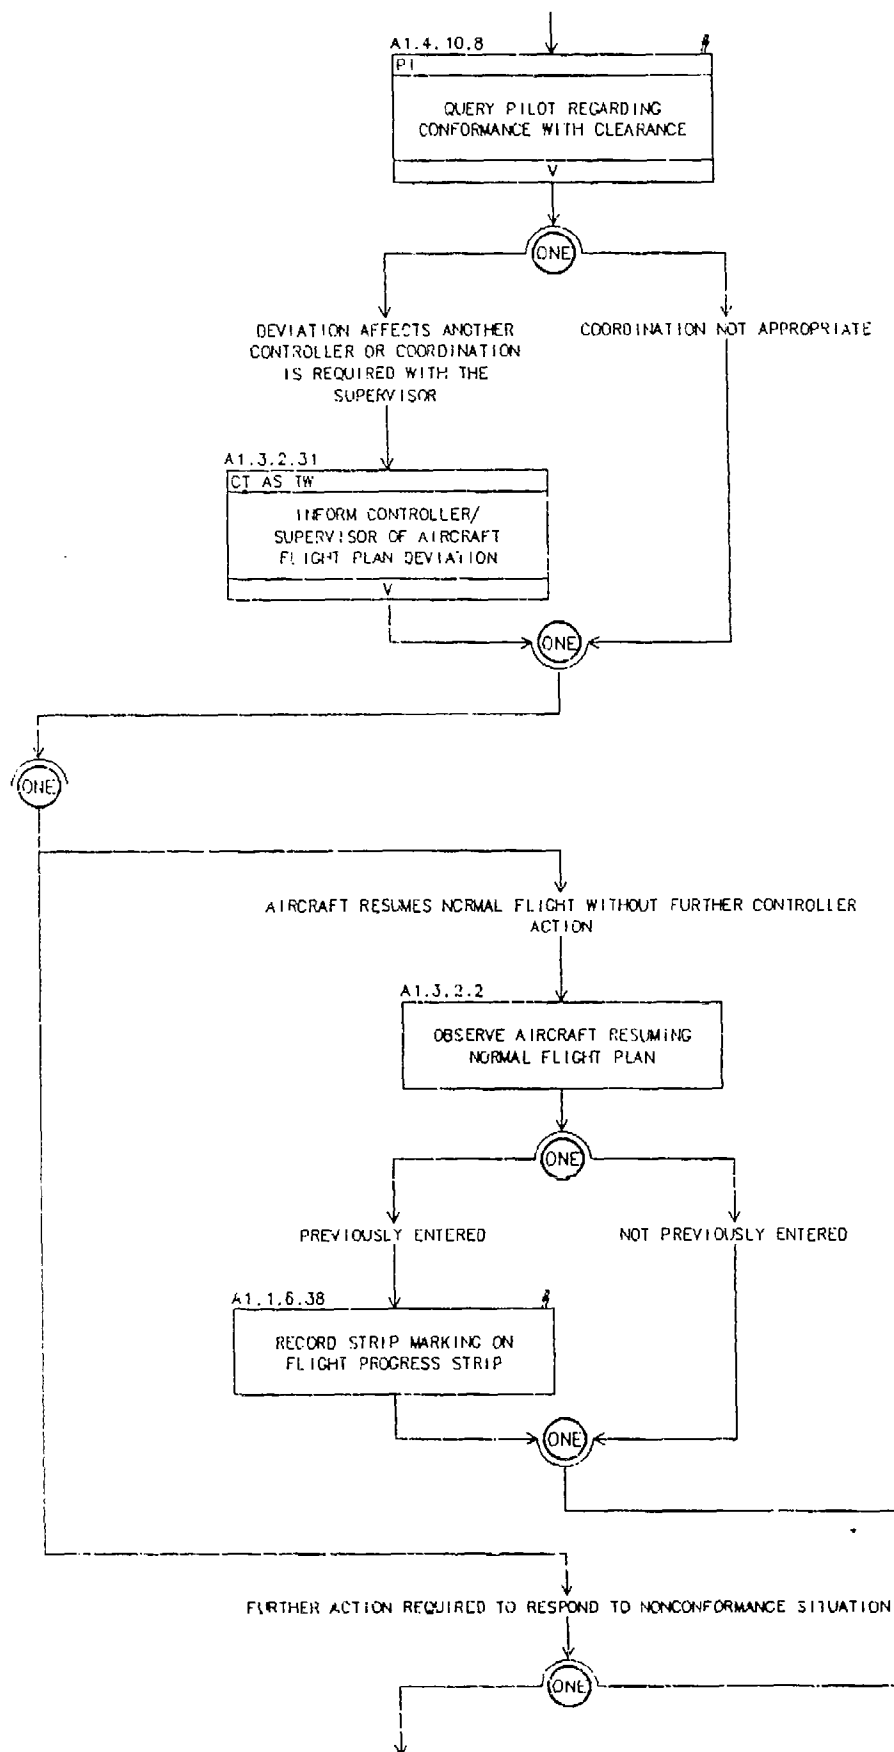 A1.4.10.8
PI
QUERY PILOT REGARDING
CONFORMANCE WITH CLEARANCE
V
ONE
DEVIATION AFFECTS ANOTHER
CONTROLLER OR COORDINATION
IS REQUIRED WITH THE
SUPERVISOR
COORDINATION NOT APPROPRIATE
A1.3.2.31
CT AS TW
INFORM CONTROLLER/
SUPERVISOR OF AIRCRAFT
FLIGHT PLAN DEVIATION
V
ONE
ONE
AIRCRAFT RESUMES NORMAL FLIGHT WITHOUT FURTHER CONTROLLER
ACTION
A1.3.2.2
OBSERVE AIRCRAFT RESUMING
NORMAL FLIGHT PLAN
ONE
PREVIOUSLY ENTERED
NOT PREVIOUSLY ENTERED
A1.1.6.38
RECORD STRIP MARKING ON
FLIGHT PROGRESS STRIP
ONE
FURTHER ACTION REQUIRED TO RESPOND TO NONCONFORMANCE SITUATION
ONE